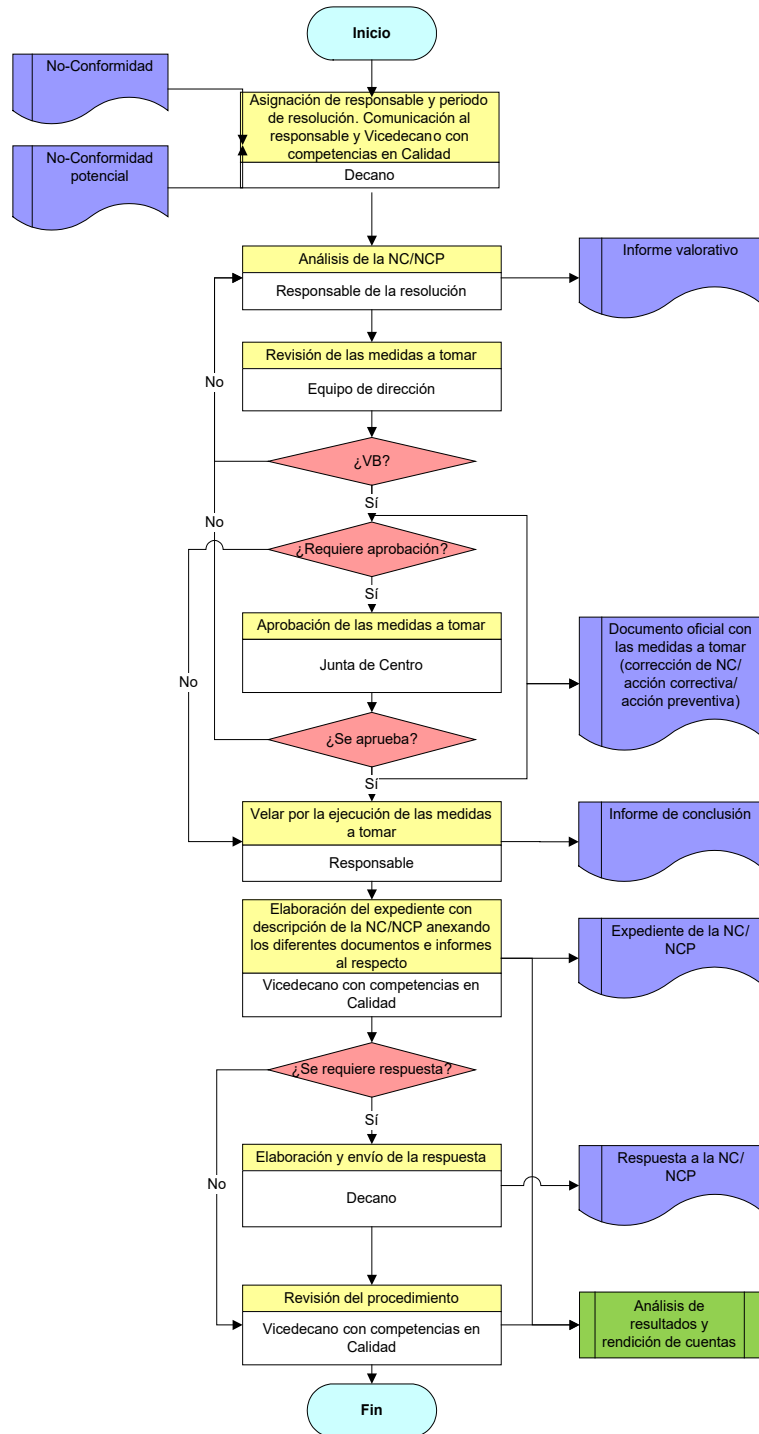 Inicio
No-Conformidad
Asignación de responsable y periodo
de resolución. Comunicación al
responsable y Vicedecano con
competencias en Calidad
Decano
No-Conformidad
potencial
Análisis de la NC/NCP
Responsable de la resolución
Informe valorativo
Revisión de las medidas a tomar
Equipo de dirección
No
¿VB?
Sí
No
¿Requiere aprobación?
Sí
Aprobación de las medidas a tomar
Junta de Centro
Documento oficial con
las medidas a tomar
(corrección de NC/
acción correctiva/
acción preventiva)
No
¿Se aprueba?
Sí
Velar por la ejecución de las medidas
a tomar
Responsable
Informe de conclusión
Elaboración del expediente con
descripción de la NC/NCP anexando
los diferentes documentos e informes
al respecto
Vicedecano con competencias en
Calidad
Expediente de la NC/
NCP
¿Se requiere respuesta?
Sí
Elaboración y envío de la respuesta
Decano
Respuesta a la NC/
NCP
No
Revisión del procedimiento
Vicedecano con competencias en
Calidad
Análisis de
resultados y
rendición de cuentas
Fin